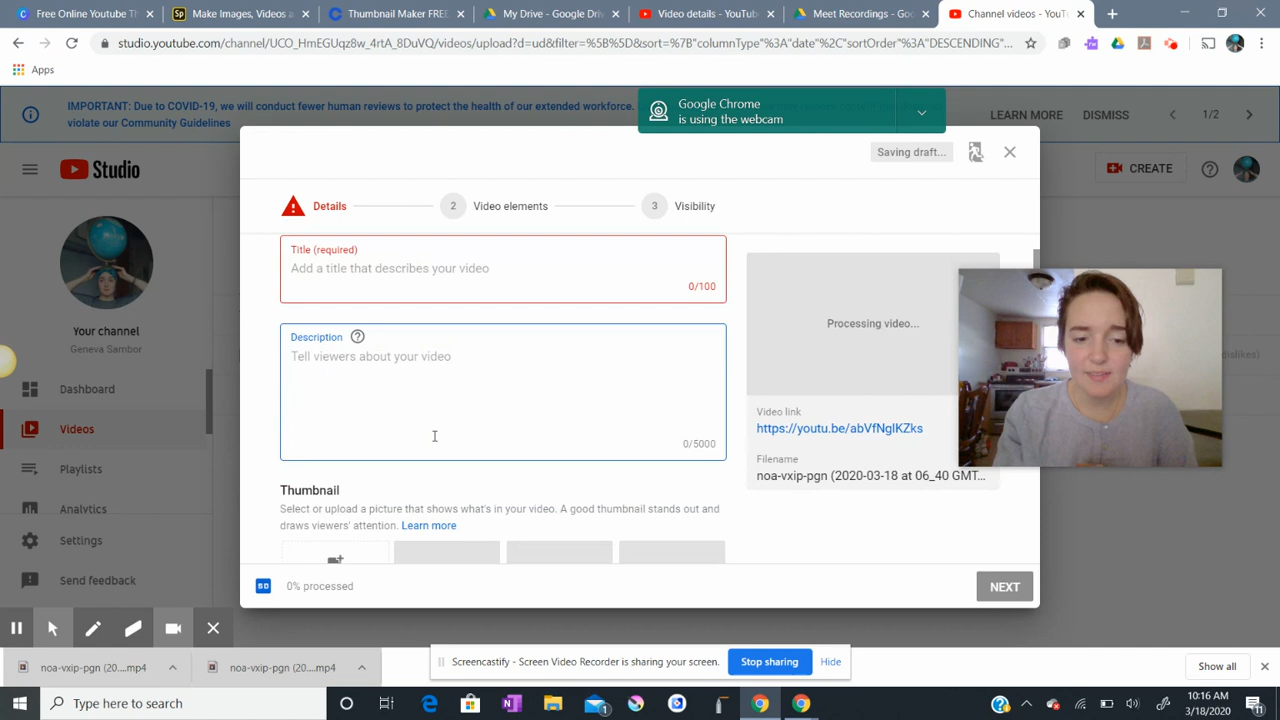 Free Online Youtube Th
Make Images, Videos a
Thumbnail Maker FREE
My Drive - Google Driv
Video details - YouTub
Meet Recordings - Goo
Channel videos - YouTu
studio.youtube.com/channel/UCO_HmEGUqz8w_4rtA_8DuVQ/videos/upload?d=ud&filter=%5B%5D&sort=%7B"columnType"%3A"date"%2C"sortOrder"%3A"DESCENDING"...
Apps
IMPORTANT: Due to COVID-19, we will conduct fewer human reviews to protect the health of our extended workforce.
violate our Community Guidelines
LEARN MORE
DISMISS
1/2
Google Chrome
is using the webcam
Studio
CREATE
Saving draft...
Details
2
Video elements
3
Visibility
Title (required)
Add a title that describes your video
0/100
Description
Tell viewers about your video
0/5000
Thumbnail
Select or upload a picture that shows what's in your video. A good thumbnail stands out and
draws viewers' attention. Learn more
Processing video...
Video link
https://youtu.be/abVfNglKZks
Filename
noa-vxip-pgn (2020-03-18 at 06_40 GMT...
Your channel
Geneva Sambor
Dashboard
Videos
Playlists
Analytics
Settings
Send feedback
dislikes)
SD
0% processed
NEXT
noa-vxip-pgn (20....mp4
noa-vxip-pgn (20....mp4
Screencastify - Screen Video Recorder is sharing your screen.
Stop sharing
Hide
Show all
Type here to search
10:16 AM
3/18/2020